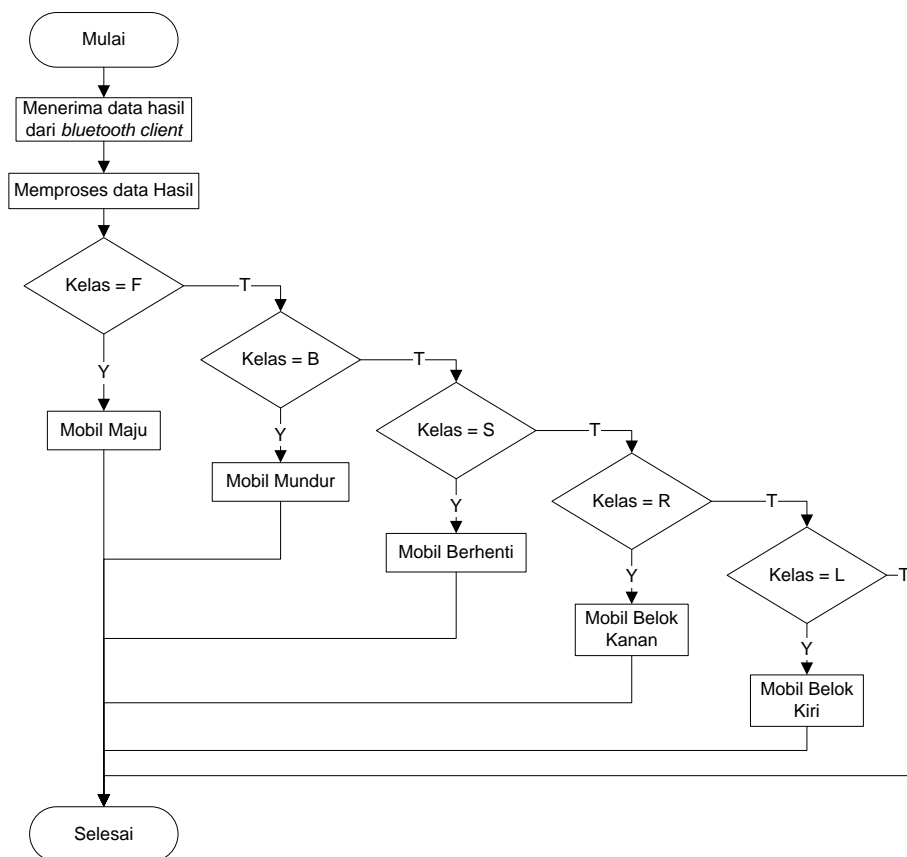 Mulai
Menerima data hasil
dari bluetooth client
Memproses data Hasil
Kelas = F
T
Y
Mobil Maju
Kelas = B
T
Y
Mobil Mundur
Kelas = S
T
Y
Mobil Berhenti
Kelas = R
T
Y
Mobil Belok
Kanan
Kelas = L
T
Y
Mobil Belok
Kiri
Selesai